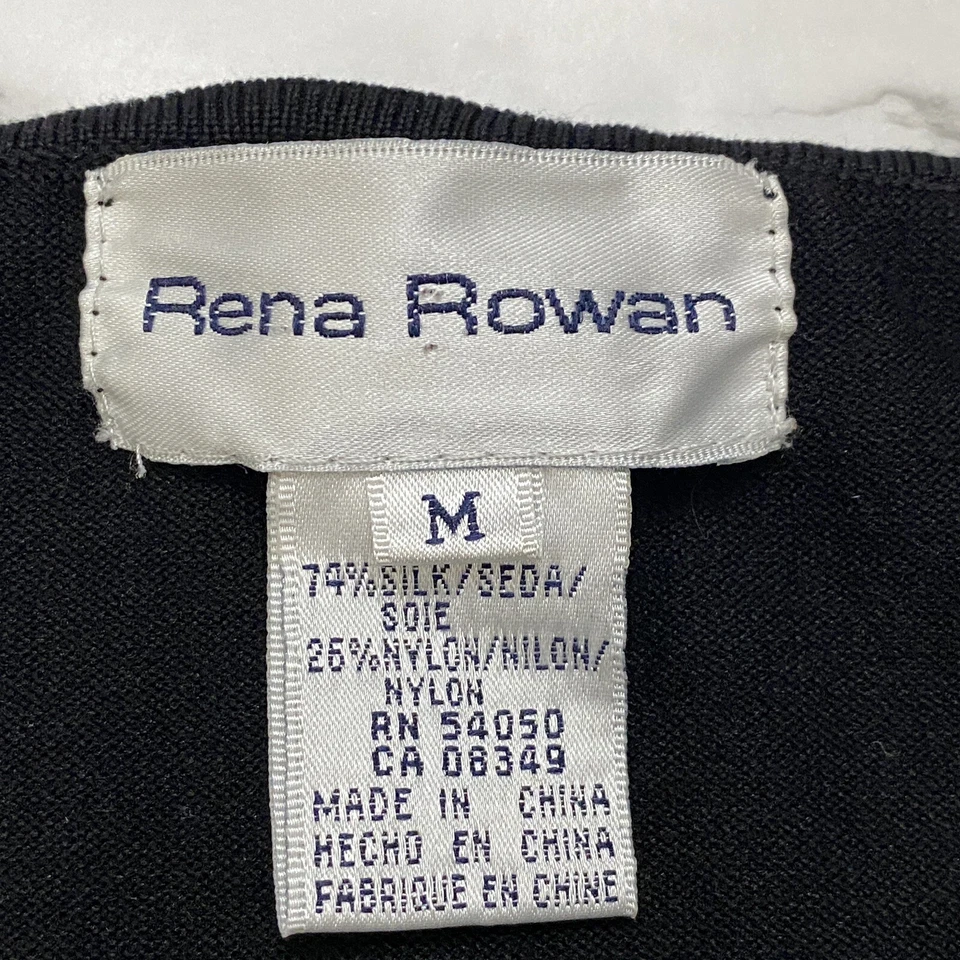 Rena Rowan
M
74%SILK/SEDA/
SOIE
26%NYLON/NILON/
NYLON
RN 54050
CA 08349
MADE IN CHINA
HECHO EN CHINA
FABRIQUE EN CHINE